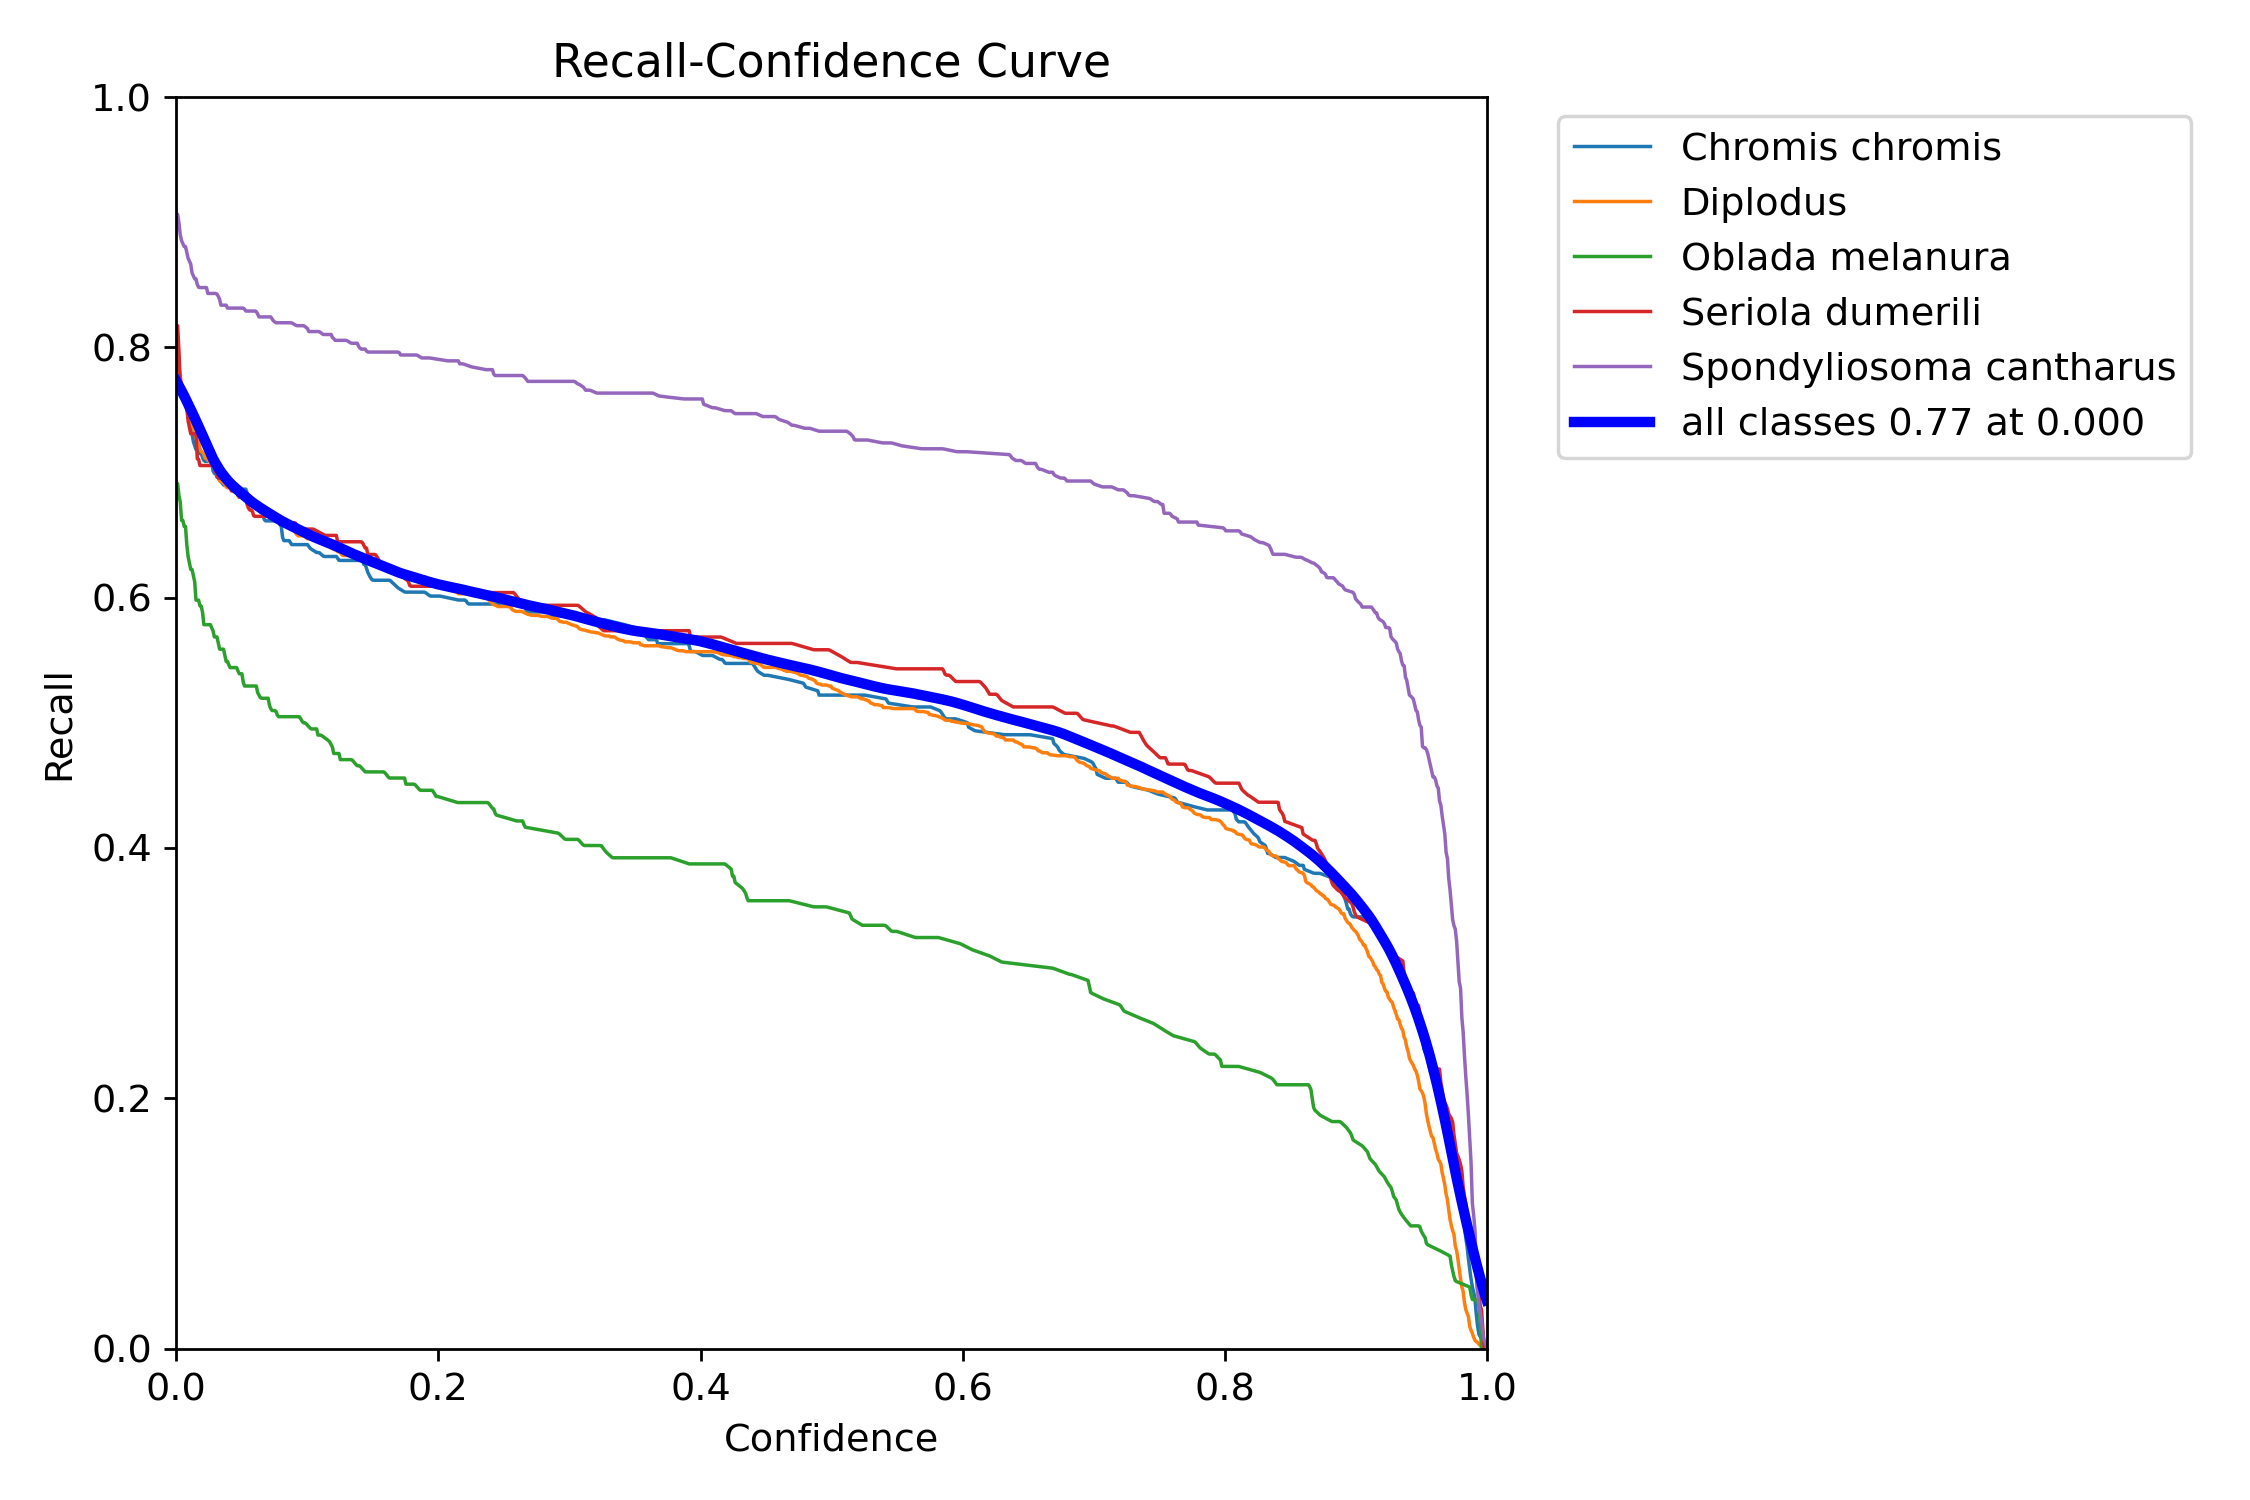 Recall-Confidence Curve
1.0
0.8
0.6
0.4
0.2
0.0
Recall
0.0 0.2 0.4 0.6 0.8 1.0
Confidence
Chromis chromis
Diplodus
Oblada melanura
Seriola dumerili
Spondyliosoma cantharus
all classes 0.77 at 0.000